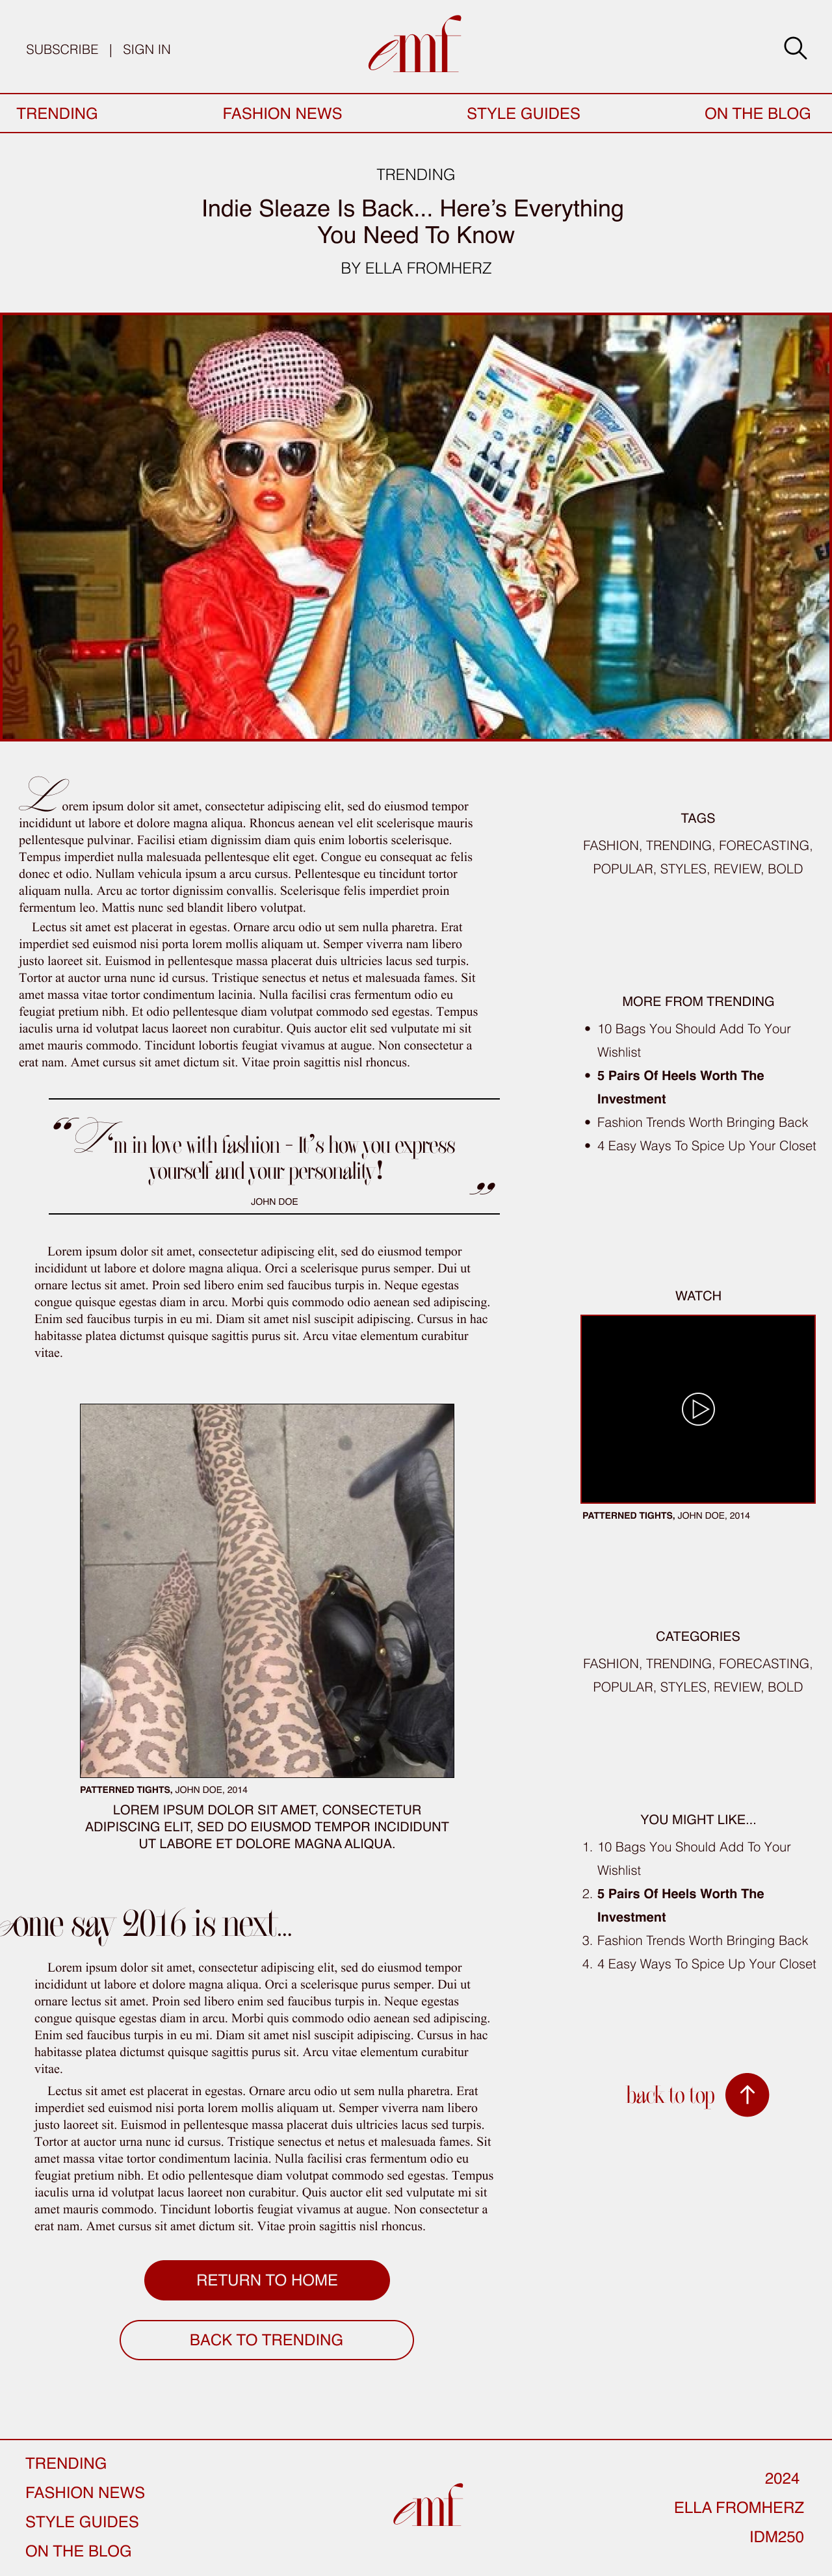 SUBSCRIBE | SIGN IN
emf
TRENDING
FASHION NEWS
STYLE GUIDES
ON THE BLOG
TRENDING
Indie Sleaze Is Back... Here’s Everything
You Need To Know
BY ELLA FROMHERZ
Lorem ipsum dolor sit amet, consectetur adipiscing elit, sed do eiusmod tempor
incididunt ut labore et dolore magna aliqua. Rhoncus aenean vel elit scelerisque mauris
pellentesque pulvinar. Facilisi etiam dignissim diam quis enim lobortis scelerisque.
Tempus imperdiet nulla malesuada pellentesque elit eget. Congue eu consequat ac felis
donec et odio. Nullam vehicula ipsum a arcu cursus. Pellentesque eu tincidunt tortor
aliquam nulla. Arcu ac tortor dignissim convallis. Scelerisque felis imperdiet proin
fermentum leo. Mattis nunc sed blandit libero volutpat.
Lectus sit amet est placerat in egestas. Ornare arcu odio ut sem nulla pharetra. Erat
imperdiet sed euismod nisi porta lorem mollis aliquam ut. Semper viverra nam libero
justo laoreet sit. Euismod in pellentesque massa placerat duis ultricies lacus sed turpis.
Tortor at auctor urna nunc id cursus. Tristique senectus et netus et malesuada fames. Sit
amet massa vitae tortor condimentum lacinia. Nulla facilisi cras fermentum odio eu
feugiat pretium nibh. Et odio pellentesque diam volutpat commodo sed egestas. Tempus
iaculis urna id volutpat lacus laoreet non curabitur. Quis auctor elit sed vulputate mi sit
amet mauris commodo. Tincidunt lobortis feugiat vivamus at augue. Non consectetur a
erat nam. Amet cursus sit amet dictum sit. Vitae proin sagittis nisl rhoncus.
“I‘m in love with fashion - It’s how you express
yourself and your personality!
”
JOHN DOE
Lorem ipsum dolor sit amet, consectetur adipiscing elit, sed do eiusmod tempor
incididunt ut labore et dolore magna aliqua. Orci a scelerisque purus semper. Dui ut
ornare lectus sit amet. Proin sed libero enim sed faucibus turpis in. Neque egestas
congue quisque egestas diam in arcu. Morbi quis commodo odio aenean sed adipiscing.
Enim sed faucibus turpis in eu mi. Diam sit amet nisl suscipit adipiscing. Cursus in hac
habitasse platea dictumst quisque sagittis purus sit. Arcu vitae elementum curabitur
vitae.
PATTERNED TIGHTS, JOHN DOE, 2014
LOREM IPSUM DOLOR SIT AMET, CONSECTETUR
ADIPISCING ELIT, SED DO EIUSMOD TEMPOR INCIDIDUNT
UT LABORE ET DOLORE MAGNA ALIQUA.
Some say 2016 is next...
Lorem ipsum dolor sit amet, consectetur adipiscing elit, sed do eiusmod tempor
incididunt ut labore et dolore magna aliqua. Orci a scelerisque purus semper. Dui ut
ornare lectus sit amet. Proin sed libero enim sed faucibus turpis in. Neque egestas
congue quisque egestas diam in arcu. Morbi quis commodo odio aenean sed adipiscing.
Enim sed faucibus turpis in eu mi. Diam sit amet nisl suscipit adipiscing. Cursus in hac
habitasse platea dictumst quisque sagittis purus sit. Arcu vitae elementum curabitur
vitae.
Lectus sit amet est placerat in egestas. Ornare arcu odio ut sem nulla pharetra. Erat
imperdiet sed euismod nisi porta lorem mollis aliquam ut. Semper viverra nam libero
justo laoreet sit. Euismod in pellentesque massa placerat duis ultricies lacus sed turpis.
Tortor at auctor urna nunc id cursus. Tristique senectus et netus et malesuada fames. Sit
amet massa vitae tortor condimentum lacinia. Nulla facilisi cras fermentum odio eu
feugiat pretium nibh. Et odio pellentesque diam volutpat commodo sed egestas. Tempus
iaculis urna id volutpat lacus laoreet non curabitur. Quis auctor elit sed vulputate mi sit
amet mauris commodo. Tincidunt lobortis feugiat vivamus at augue. Non consectetur a
erat nam. Amet cursus sit amet dictum sit. Vitae proin sagittis nisl rhoncus.
RETURN TO HOME
BACK TO TRENDING
TAGS
FASHION, TRENDING, FORECASTING,
POPULAR, STYLES, REVIEW, BOLD
MORE FROM TRENDING
• 10 Bags You Should Add To Your
Wishlist
• 5 Pairs Of Heels Worth The
Investment
• Fashion Trends Worth Bringing Back
• 4 Easy Ways To Spice Up Your Closet
WATCH
PATTERNED TIGHTS, JOHN DOE, 2014
CATEGORIES
FASHION, TRENDING, FORECASTING,
POPULAR, STYLES, REVIEW, BOLD
YOU MIGHT LIKE...
1. 10 Bags You Should Add To Your
Wishlist
2. 5 Pairs Of Heels Worth The
Investment
3. Fashion Trends Worth Bringing Back
4. 4 Easy Ways To Spice Up Your Closet
back to top
TRENDING
FASHION NEWS
STYLE GUIDES
ON THE BLOG
emf
2024
ELLA FROMHERZ
IDM250